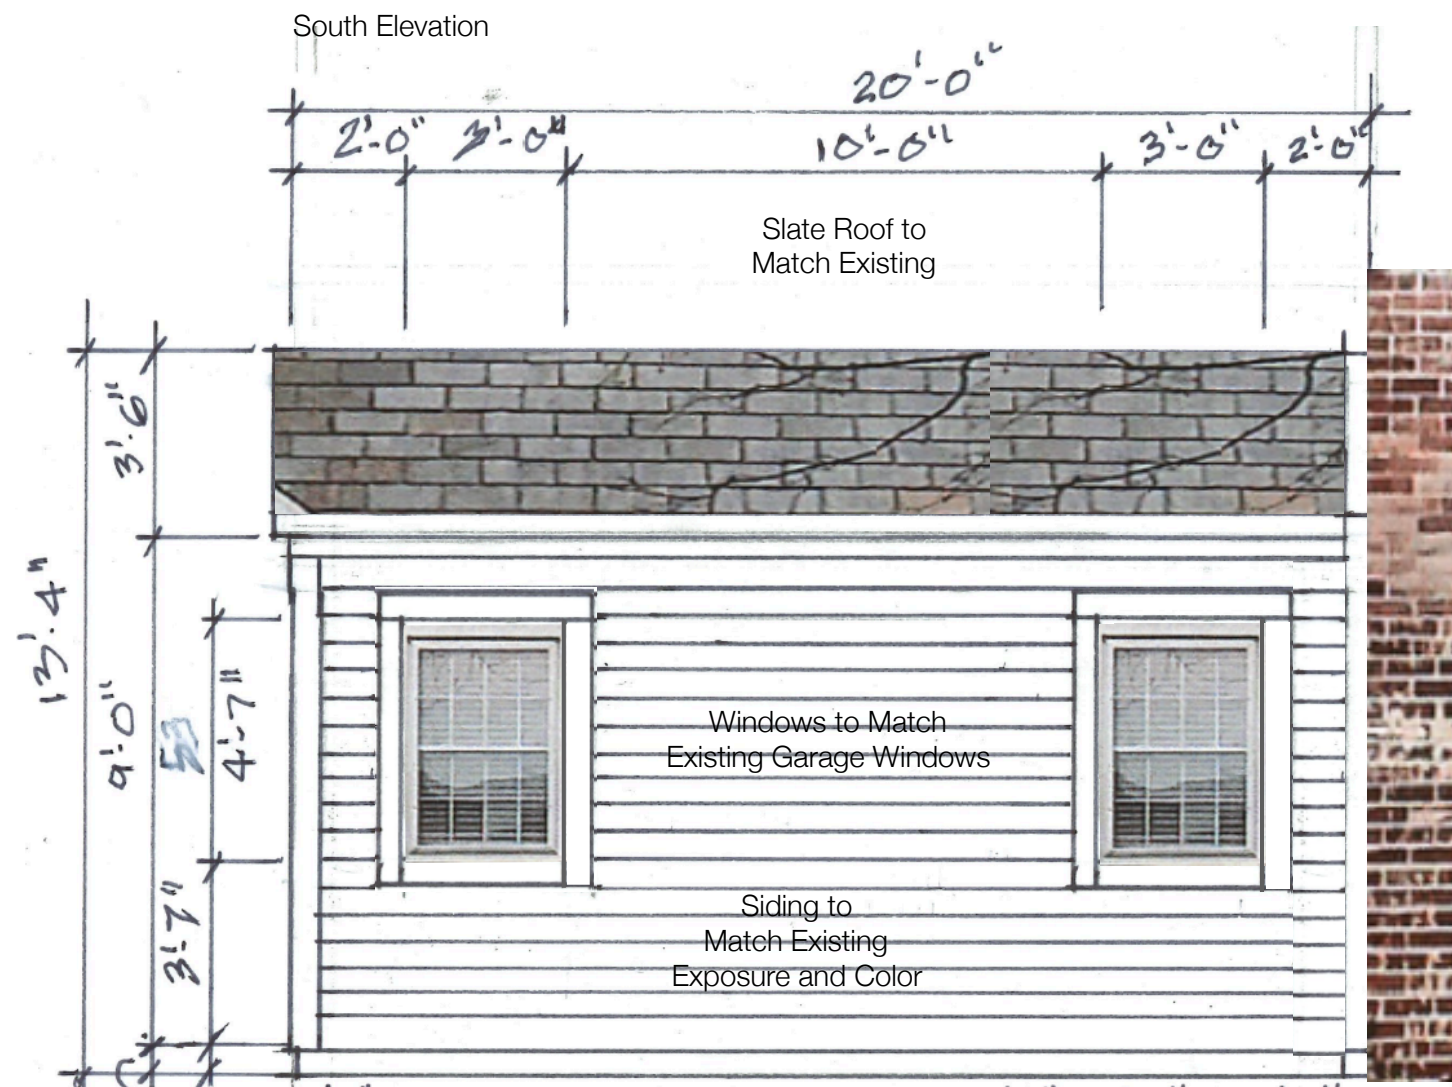 South Elevation
20'-0"
2'-0" 3'-0" 10'-0" 3'-0" 2'-0"
Slate Roof to
Match Existing
3'-6"
13'-4"
9'-0"
53
4'-7"
Windows to Match
Existing Garage Windows
3'-7"
Siding to
Match Existing
Exposure and Color